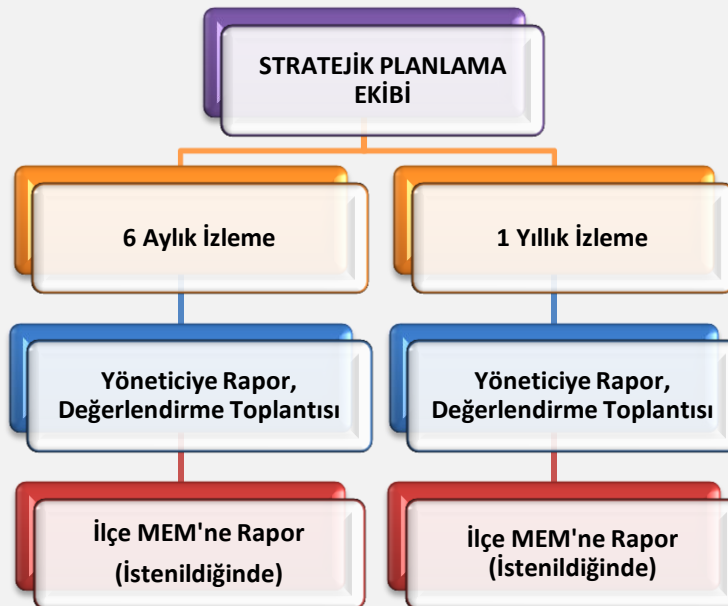 STRATEJİK PLANLAMA
EKİBİ
6 Aylık İzleme
1 Yıllık İzleme
Yöneticiye Rapor,
Değerlendirme Toplantısı
Yöneticiye Rapor,
Değerlendirme Toplantısı
İlçe MEM'ne Rapor
(İstenildiğinde)
İlçe MEM'ne Rapor
(İstenildiğinde)